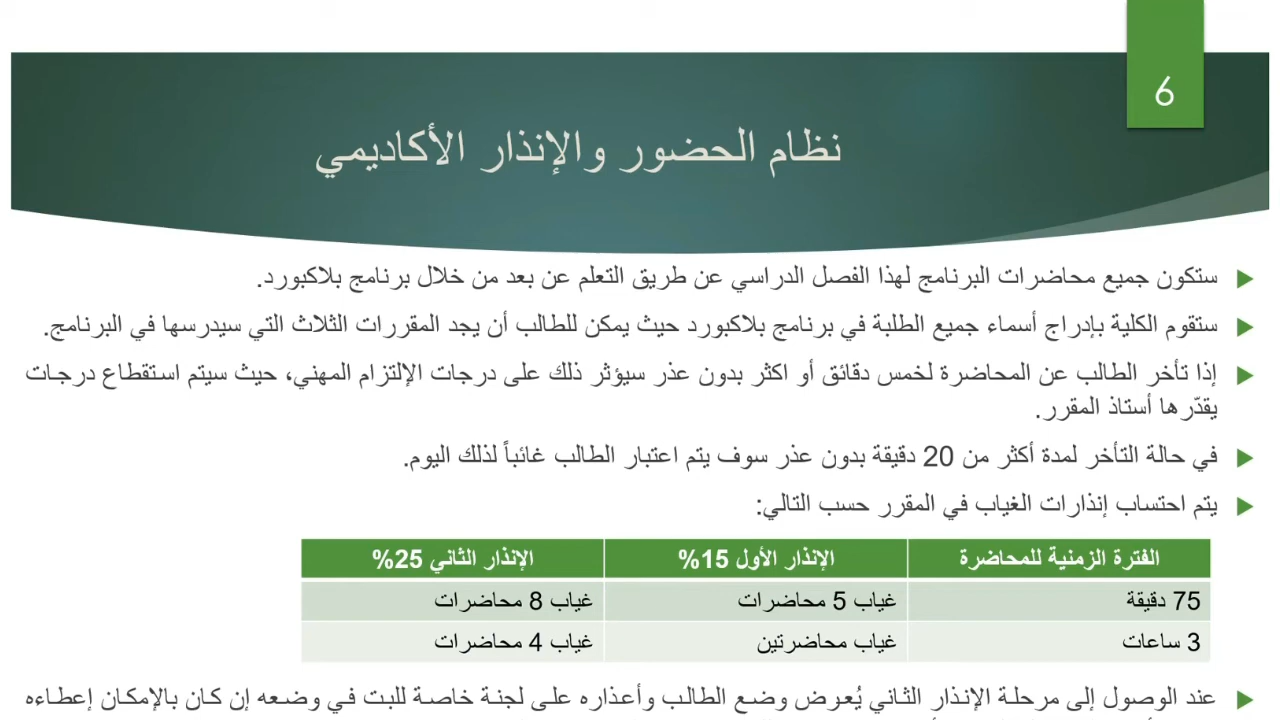 6
نظام الحضور والإنذار الأكاديمي
ستكون جميع محاضرات البرنامج لهذا الفصل الدراسي عن طريق التعلم عن بعد من خلال برنامج بلاكبورد.
ستقوم الكلية بإدراج أسماء جميع الطلبة في برنامج بلاكبورد حيث يمكن للطالب أن يجد المقررات الثلاث التي سيدرسها في البرنامج.
إذا تأخر الطالب عن المحاضرة لخمس دقائق أو اكثر بدون عذر سيؤثر ذلك على درجات الإلتزام المهني، حيث سيتم استقطاع درجات
يقدّرها أستاذ المقرر.
في حالة التأخر لمدة أكثر من 20 دقيقة بدون عذر سوف يتم اعتبار الطالب غائباً لذلك اليوم.
يتم احتساب إنذارات الغياب في المقرر حسب التالي:
الفترة الزمنية للمحاضرة الإنذار الأول 15% الإنذار الثاني 25%
75 دقيقة غياب 5 محاضرات غياب 8 محاضرات
3 ساعات غياب محاضرتين غياب 4 محاضرات
عند الوصول إلى مرحلة الإنذار الثاني يُعرض وضع الطالب وأعذاره على لجنة خاصة للبت في وضعه إن كان بالإمكان إعطاءه